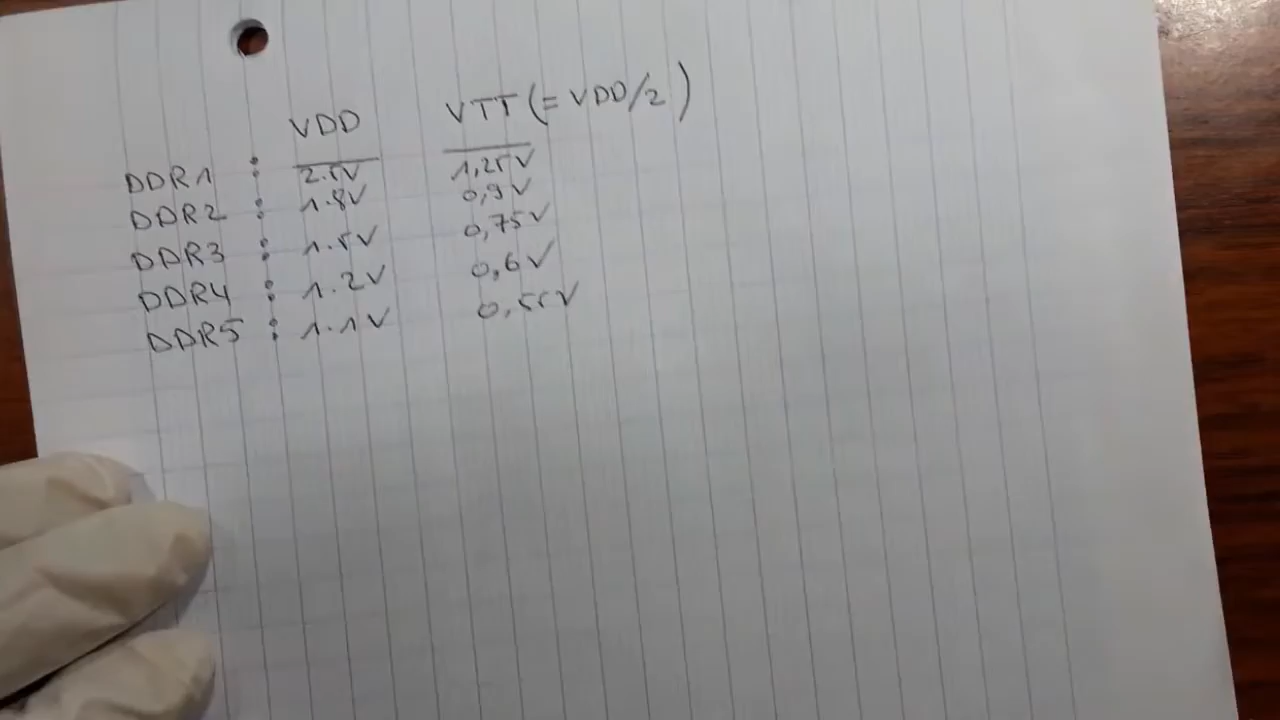 VDD VTT (= VDD/2)
DDR1 : 2.5V 1,25V
DDR2 : 1.8V 0,9V
DDR3 : 1.5V 0,75V
DDR4 : 1.2V 0,6V
DDR5 : 1.1V 0,55V